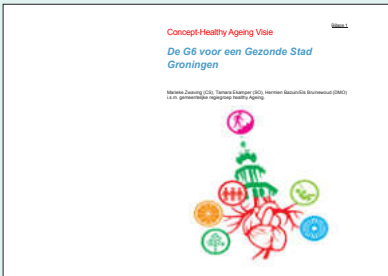 Bijlage 1
Concept-Healthy Ageing Visie
De G6 voor een Gezonde Stad
Groningen
Marieke Zwaving (CS), Tamara Ekamper (SO), Hermien Bazuin/Els Bruineswoud (DMO)
i.s.m. gemeentelijke regiegroep healthy Ageing.